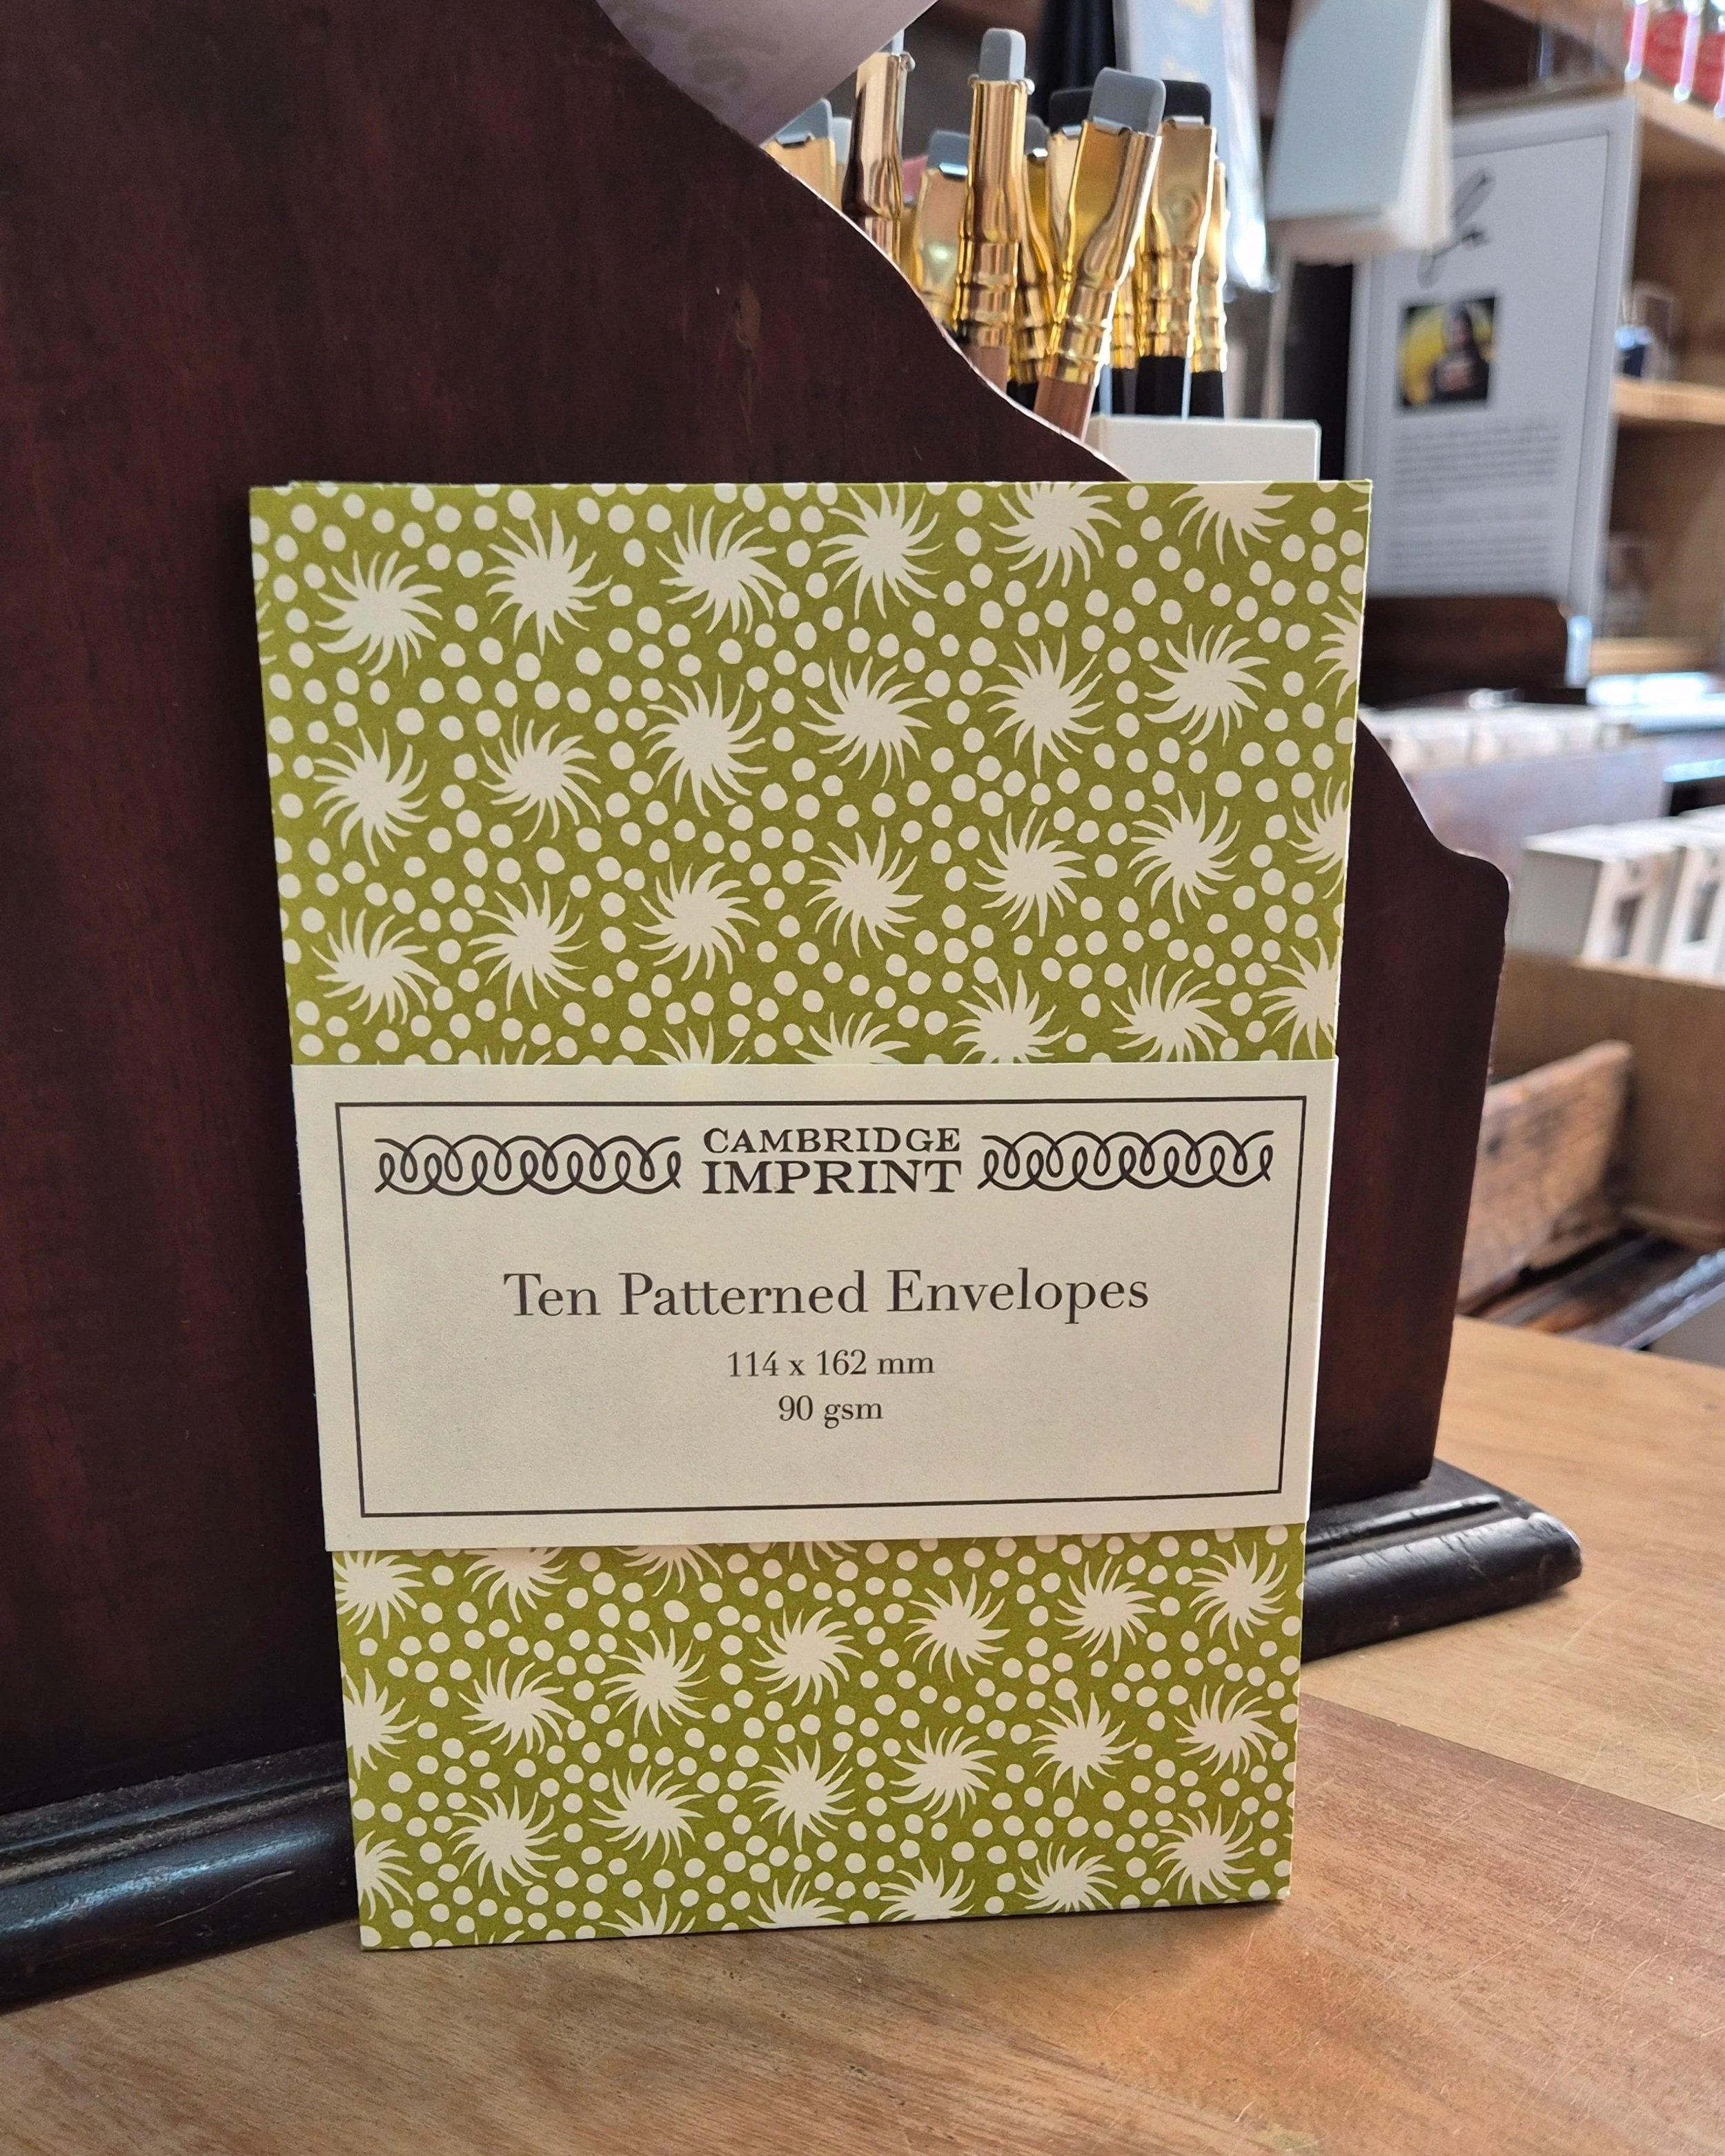 CAMBRIDGE
IMPRINT
Ten Patterned Envelopes
114 x 162 mm
90 gsm